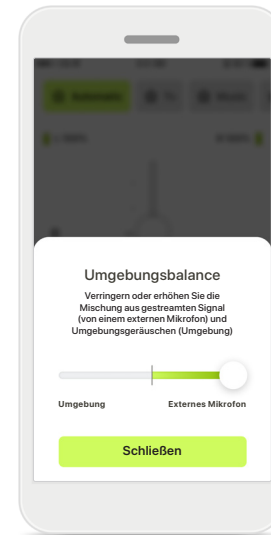 Umgebungsbalance
Verringern oder erhöhen Sie die
Mischung aus gestreamten Signal
(von einem externen Mikrofon) und
Umgebungsgeräuschen (Umgebung)
Umgebung Externes Mikrofon
Schließen